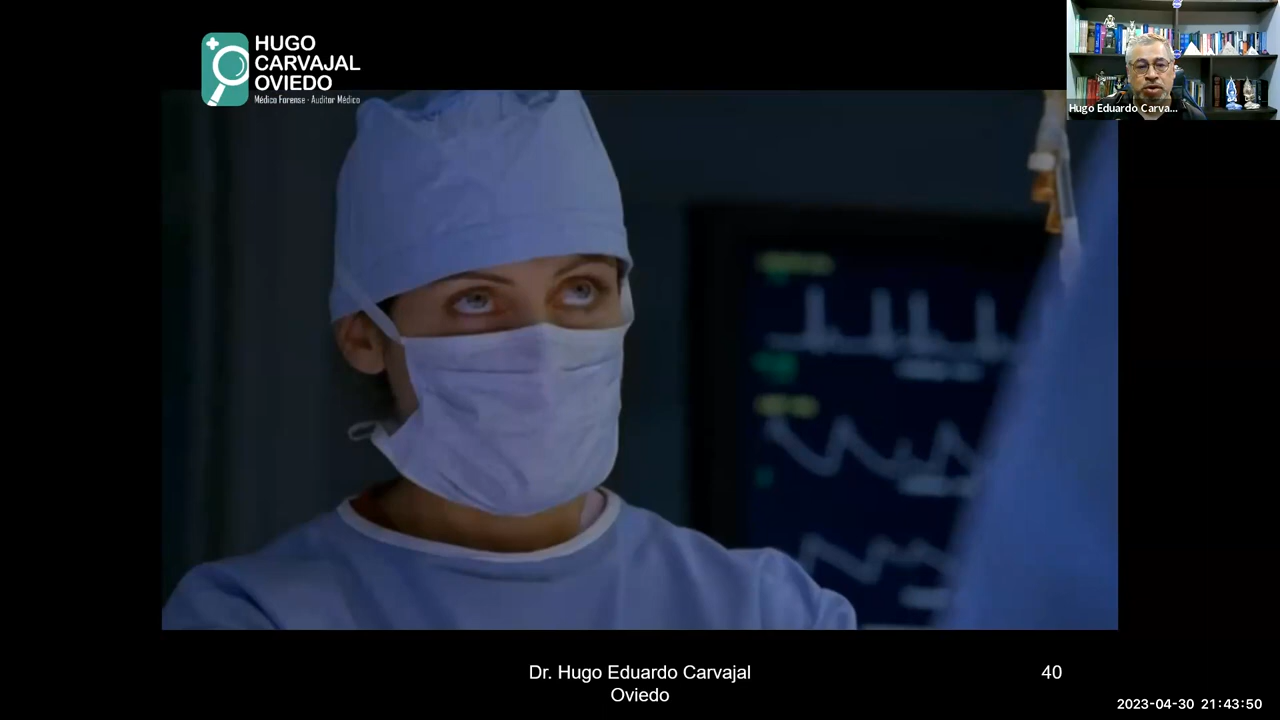 HUGO
CARVAJAL
OVIEDO
Médico Forense - Auditor Médico
Hugo Eduardo Carva...
Dr. Hugo Eduardo Carvajal
Oviedo
40
2023-04-30 21:43:50